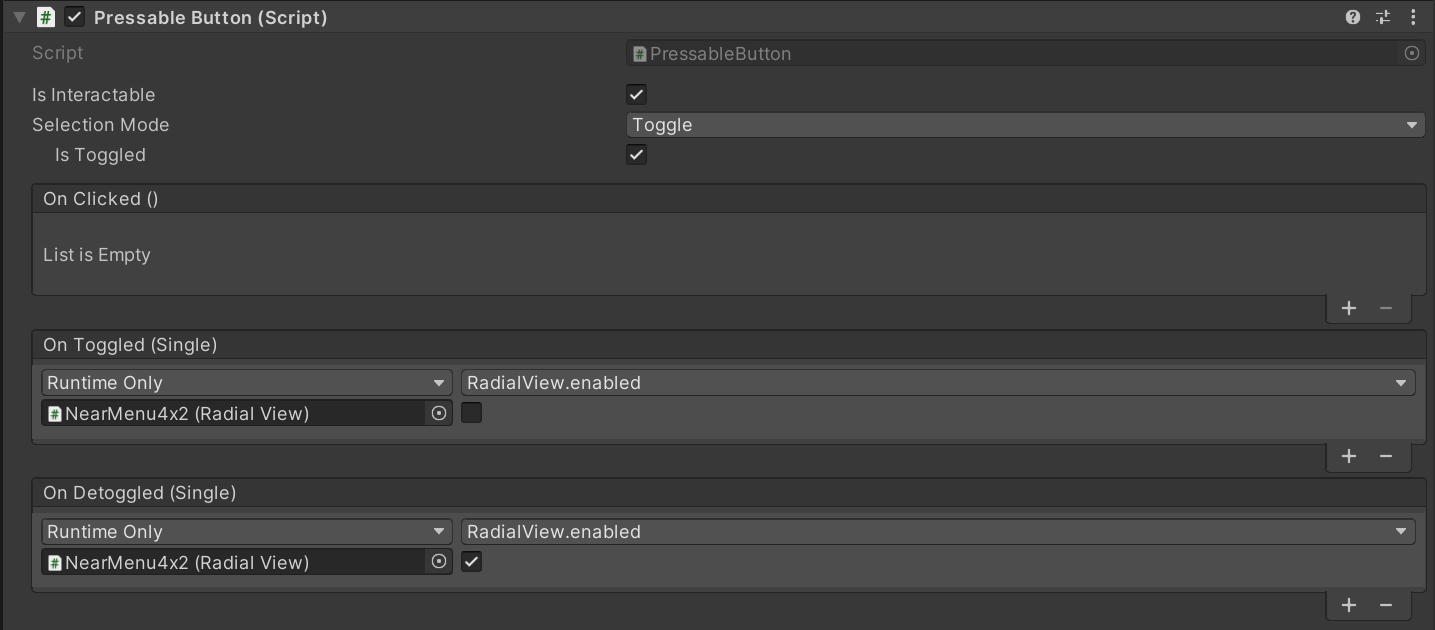 Pressable Button (Script)
Script
PressableButton
Is Interactable
Selection Mode
Toggle
Is Toggled
On Clicked ()
List is Empty
On Toggled (Single)
Runtime Only
RadialView.enabled
NearMenu4x2 (Radial View)
On Detoggled (Single)
Runtime Only
RadialView.enabled
NearMenu4x2 (Radial View)